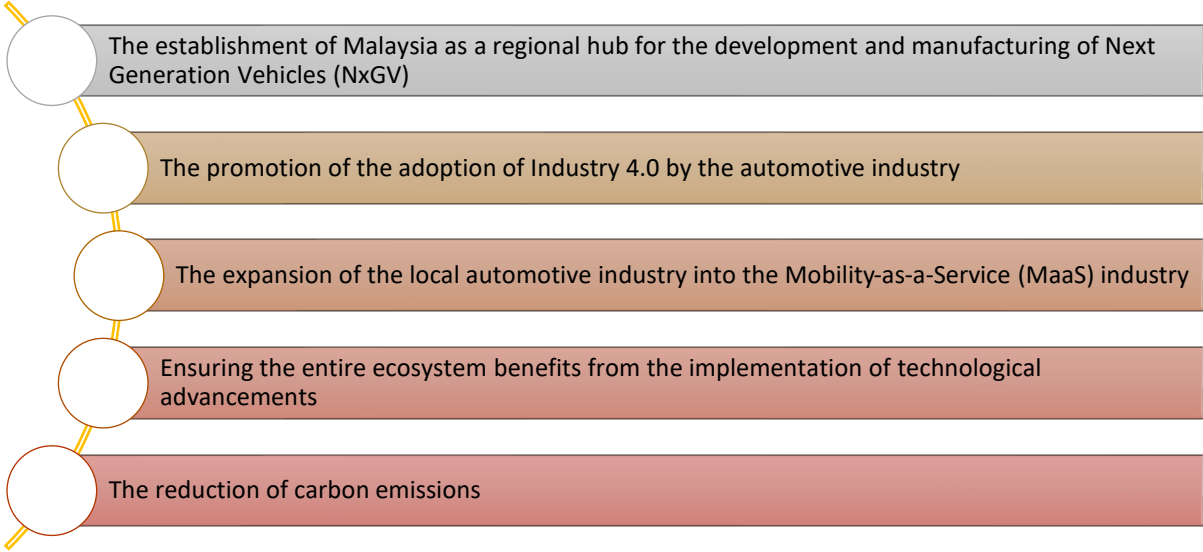 The establishment of Malaysia as a regional hub for the development and manufacturing of Next
Generation Vehicles (NxGV)
The promotion of the adoption of Industry 4.0 by the automotive industry
The expansion of the local automotive industry into the Mobility-as-a-Service (MaaS) industry
Ensuring the entire ecosystem benefits from the implementation of technological
advancements
The reduction of carbon emissions